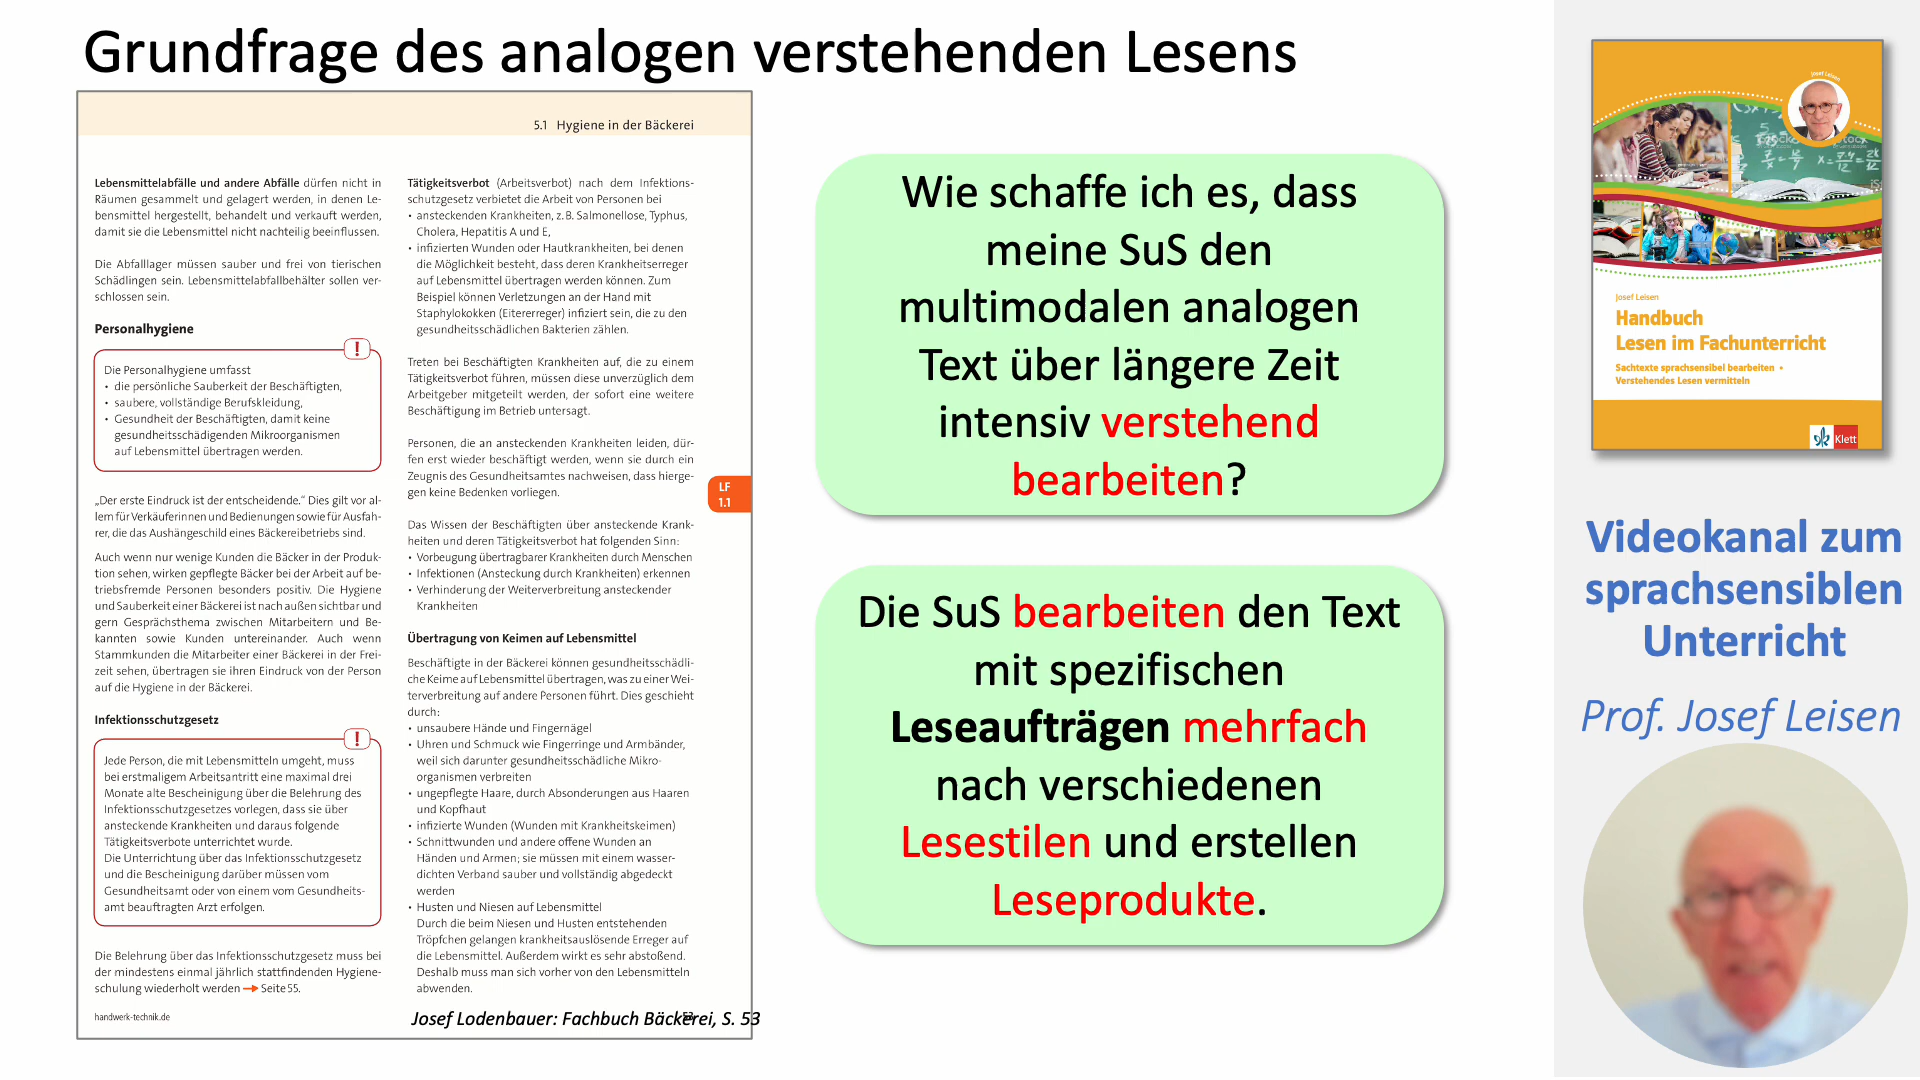 Grundfrage des analogen verstehenden Lesens
5.1 Hygiene in der Bäckerei
Lebensmittelabfälle und andere Abfälle dürfen nicht in
Räumen gesammelt und gelagert werden, in denen Le-
bensmittel hergestellt, behandelt und verkauft werden,
damit sie die Lebensmittel nicht nachteilig beeinflussen.
Die Abfalllager müssen sauber und frei von tierischen
Schädlingen sein. Lebensmittelabfallbehälter sollen ver-
schlossen sein.
Personalhygiene
!
Die Personalhygiene umfasst
• die persönliche Sauberkeit der Beschäftigten,
• saubere, vollständige Berufskleidung,
• Gesundheit der Beschäftigten, damit keine
gesundheitsschädigenden Mikroorganismen
auf Lebensmittel übertragen werden.
„Der erste Eindruck ist der entscheidende.“ Dies gilt vor al-
lem für Verkäuferinnen und Bedienungen sowie für Ausfah-
rer, die das Aushängeschild eines Bäckereibetriebs sind.
Auch wenn nur wenige Kunden die Bäcker in der Produk-
tion sehen, wirken gepflegte Bäcker bei der Arbeit auf be-
triebsfremde Personen besonders positiv. Die Hygiene
und Sauberkeit einer Bäckerei ist nach außen sichtbar und
gern Gesprächsthema zwischen Mitarbeitern und Be-
kannten sowie Kunden untereinander. Auch wenn
Stammkunden die Mitarbeiter einer Bäckerei in der Frei-
zeit sehen, übertragen sie ihren Eindruck von der Person
auf die Hygiene in der Bäckerei.
Infektionsschutzgesetz
!
Jede Person, die mit Lebensmitteln umgeht, muss
bei erstmaligem Arbeitsantritt eine maximal drei
Monate alte Bescheinigung über die Belehrung des
Infektionsschutzgesetzes vorlegen, dass sie über
ansteckende Krankheiten und daraus folgende
Tätigkeitsverbote unterrichtet wurde.
Die Unterrichtung über das Infektionsschutzgesetz
und die Bescheinigung darüber müssen vom
Gesundheitsamt oder von einem vom Gesundheits-
amt beauftragten Arzt erfolgen.
Die Belehrung über das Infektionsschutzgesetz muss bei
der mindestens einmal jährlich stattfindenden Hygiene-
schulung wiederholt werden → Seite 55.
handwerk-technik.de
Tätigkeitsverbot (Arbeitsverbot) nach dem Infektions-
schutzgesetz verbietet die Arbeit von Personen bei
• ansteckenden Krankheiten, z. B. Salmonellose, Typhus,
Cholera, Hepatitis A und E,
• infizierten Wunden oder Hautkrankheiten, bei denen
die Möglichkeit besteht, dass deren Krankheitserreger
auf Lebensmittel übertragen werden können. Zum
Beispiel können Verletzungen an der Hand mit
Staphylokokken (Eitererreger) infiziert sein, die zu den
gesundheitsschädlichen Bakterien zählen.
Treten bei Beschäftigten Krankheiten auf, die zu einem
Tätigkeitsverbot führen, müssen diese unverzüglich dem
Arbeitgeber mitgeteilt werden, der sofort eine weitere
Beschäftigung im Betrieb untersagt.
Personen, die an ansteckenden Krankheiten leiden, dür-
fen erst wieder beschäftigt werden, wenn sie durch ein
Zeugnis des Gesundheitsamtes nachweisen, dass hierge-
gen keine Bedenken vorliegen.
Das Wissen der Beschäftigten über ansteckende Krank-
heiten und deren Tätigkeitsverbot hat folgenden Sinn:
• Vorbeugung übertragbarer Krankheiten durch Menschen
• Infektionen (Ansteckung durch Krankheiten) erkennen
• Verhinderung der Weiterverbreitung ansteckender
Krankheiten
Übertragung von Keimen auf Lebensmittel
Beschäftigte in der Bäckerei können gesundheitsschädli-
che Keime auf Lebensmittel übertragen, was zu einer Wei-
terverbreitung auf andere Personen führt. Dies geschieht
durch:
• unsaubere Hände und Fingernägel
• Uhren und Schmuck wie Fingerringe und Armbänder,
weil sich darunter gesundheitsschädliche Mikro-
organismen verbreiten
• ungepflegte Haare, durch Absonderungen aus Haaren
und Kopfhaut
• infizierte Wunden (Wunden mit Krankheitskeimen)
• Schnittwunden und andere offene Wunden an
Händen und Armen; sie müssen mit einem wasser-
dichten Verband sauber und vollständig abgedeckt
werden
• Husten und Niesen auf Lebensmittel
Durch die beim Niesen und Husten entstehenden
Tröpfchen gelangen krankheitsauslösende Erreger auf
die Lebensmittel. Außerdem wirkt es sehr abstoßend.
Deshalb muss man sich vorher von den Lebensmitteln
abwenden.
Josef Lodenbauer: Fachbuch Bäckerei, S. 53
LF
1.1
Wie schaffe ich es, dass
meine SuS den
multimodalen analogen
Text über längere Zeit
intensiv verstehend
bearbeiten?
Die SuS bearbeiten den Text
mit spezifischen
Leseaufträgen mehrfach
nach verschiedenen
Lesestilen und erstellen
Leseprodukte.
Josef Leisen
Josef Leisen
Handbuch
Lesen im Fachunterricht
Sachtexte sprachsensibel bearbeiten •
Verstehendes Lesen vermitteln
Klett
Videokanal zum
sprachsensiblen
Unterricht
Prof. Josef Leisen